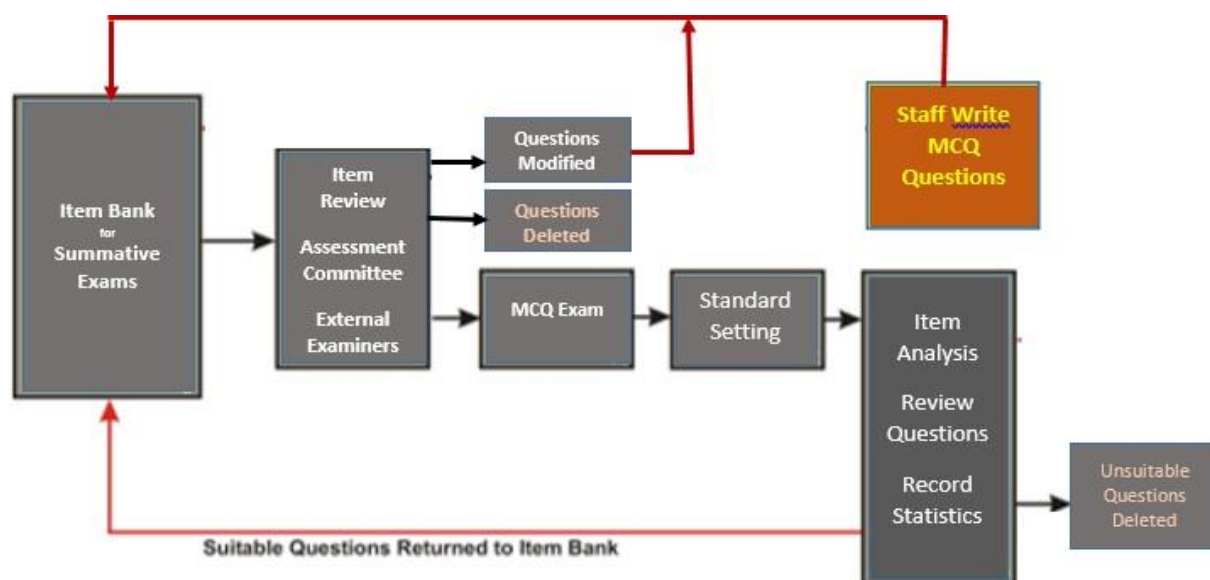 Staff Write
MCQ
Questions
Item Bank
for
Summative
Exams
Item
Review
Assessment
Committee
External
Examiners
Questions
Modified
Questions
Deleted
MCQ Exam
Standard
Setting
Item
Analysis
Review
Questions
Record
Statistics
Unsuitable
Questions
Deleted
Suitable Questions Returned to Item Bank